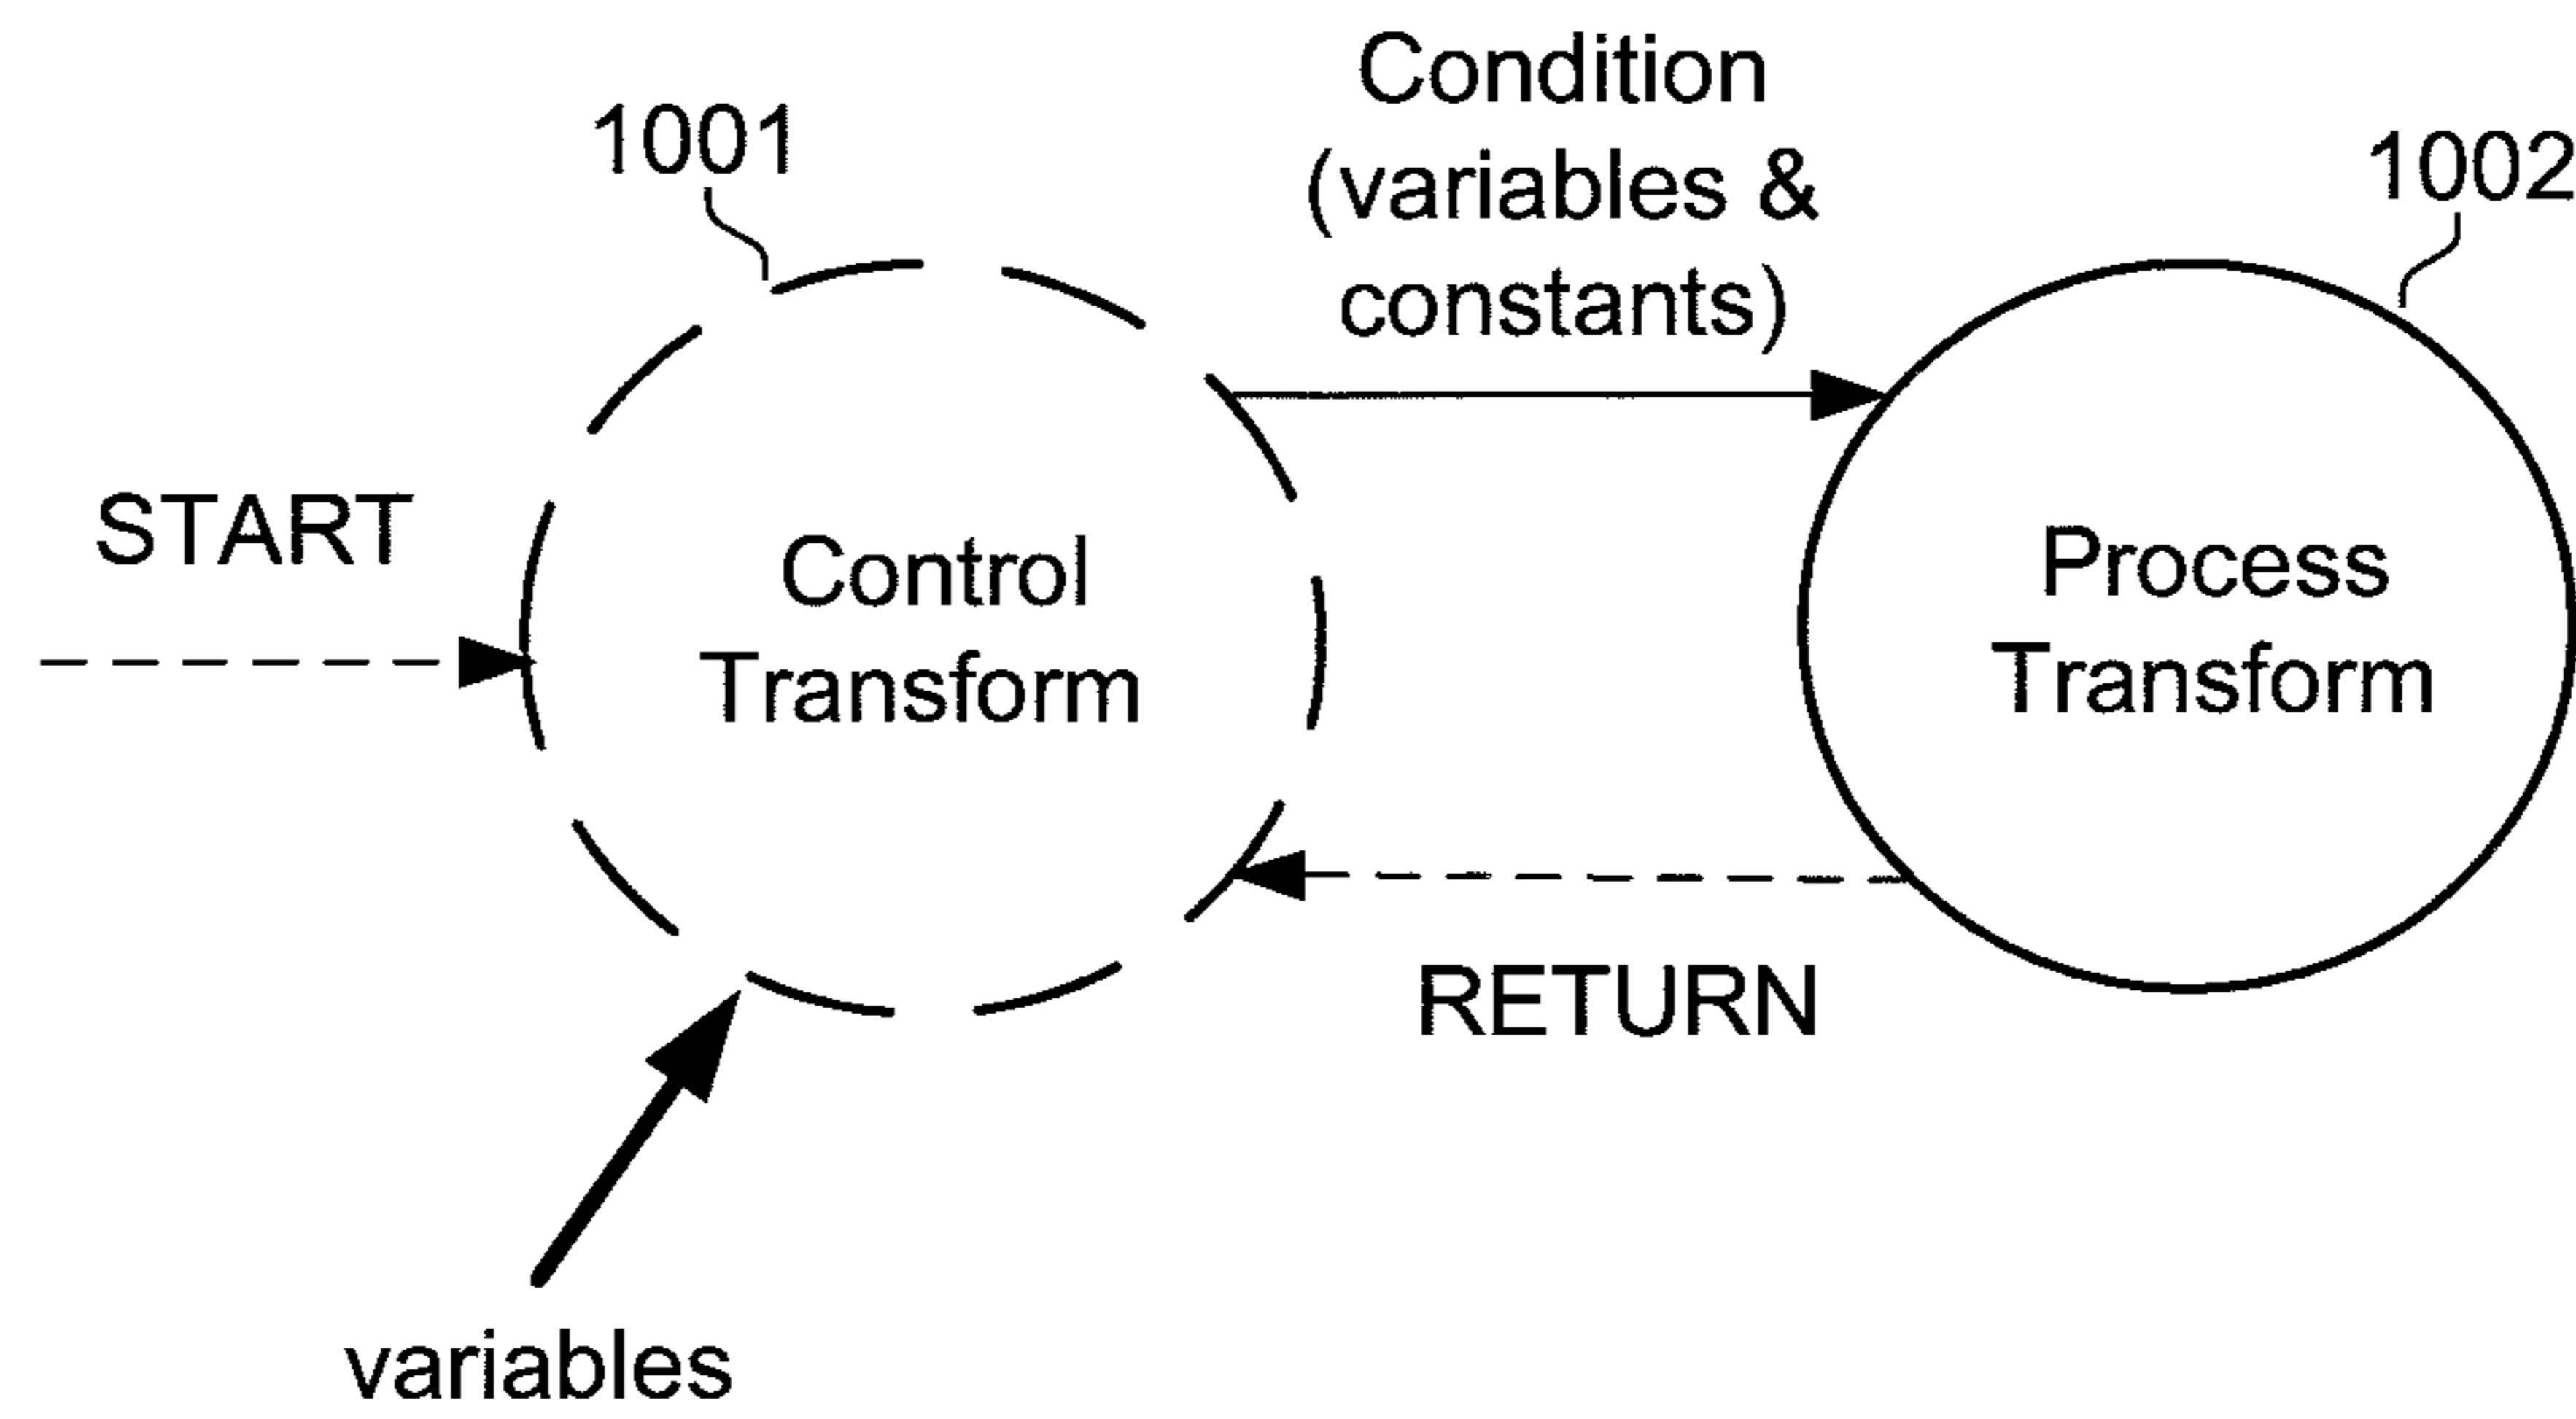 1001
Condition
(variables &
constants)
1002
START
Control
Transform
Process
Transform
RETURN
variables